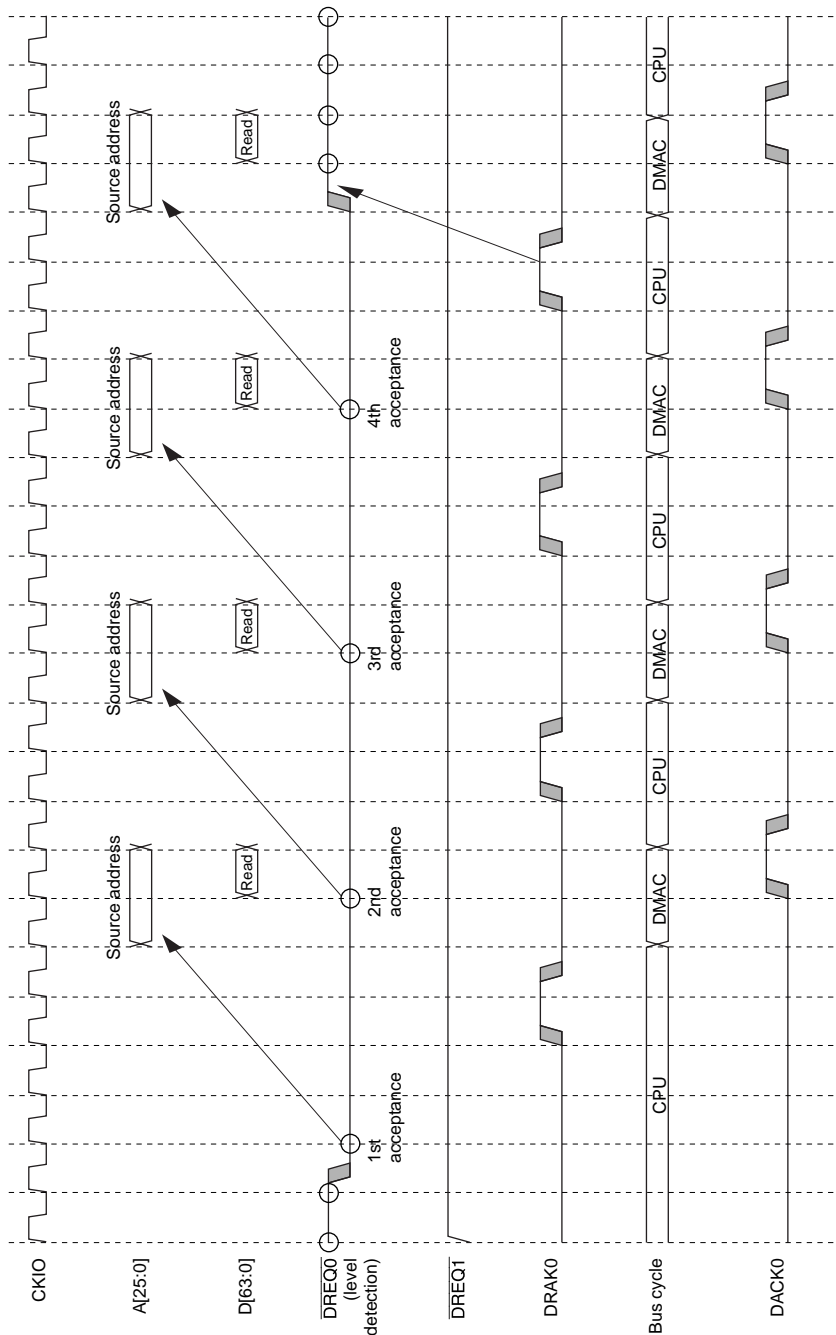 CKIO
A[25:0]
Source address
Source address
Source address
Source address
D[63:0]
Read
Read
Read
Read
DREQ0
(level
detection)
1st
acceptance
2nd
acceptance
3rd
acceptance
4th
acceptance
DREQ1
DRAK0
Bus cycle
CPU
DMAC
CPU
DMAC
CPU
DMAC
CPU
DMAC
CPU
DACK0